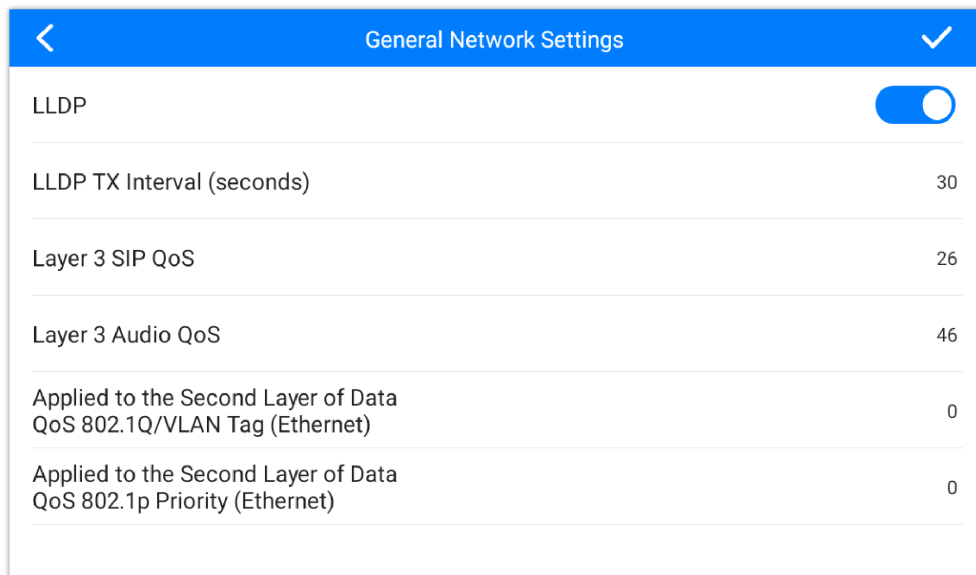 General Network Settings
LLDP
LLDP TX Interval (seconds)
30
Layer 3 SIP QoS
26
Layer 3 Audio QoS
46
Applied to the Second Layer of Data
QoS 802.1Q/VLAN Tag (Ethernet)
0
Applied to the Second Layer of Data
QoS 802.1p Priority (Ethernet)
0